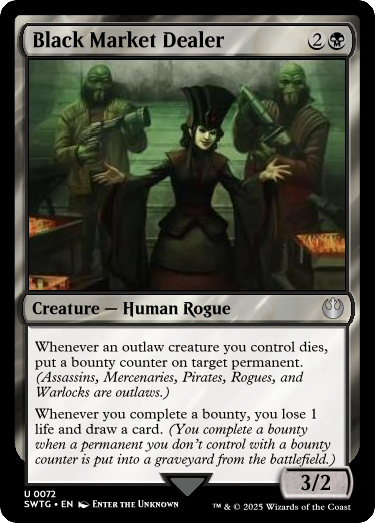 Black Market Dealer 2
Creature — Human Rogue
Whenever an outlaw creature you control dies,
put a bounty counter on target permanent.
(Assassins, Mercenaries, Pirates, Rogues, and
Warlocks are outlaws.)
Whenever you complete a bounty, you lose 1
life and draw a card. (You complete a bounty
when a permanent you don't control with a bounty
counter is put into a graveyard from the battlefield.)
3/2
U 0072
SWTG • EN Enter the Unknown
™ & © 2025 Wizards of the Coast